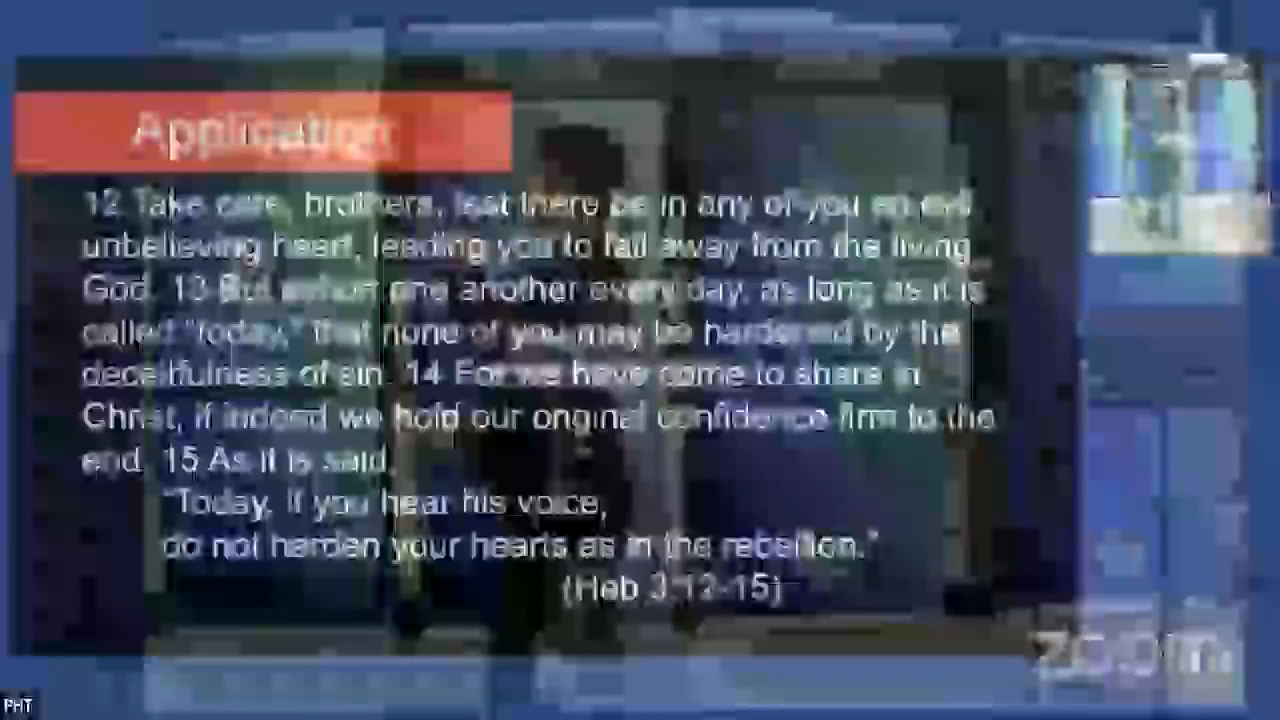 Application
12 Take care, brothers, lest there be in any of you an evil
unbelieving heart, leading you to fall away from the living
God. 13 But exhort one another every day, as long as it is
called "today," that none of you may be hardened by the
deceitfulness of sin. 14 For we have come to share in
Christ, if indeed we hold our original confidence firm to the
end. 15 As it is said,
"Today, if you hear his voice,
do not harden your hearts as in the rebellion."
(Heb 3:12-15)
zoom
PHT